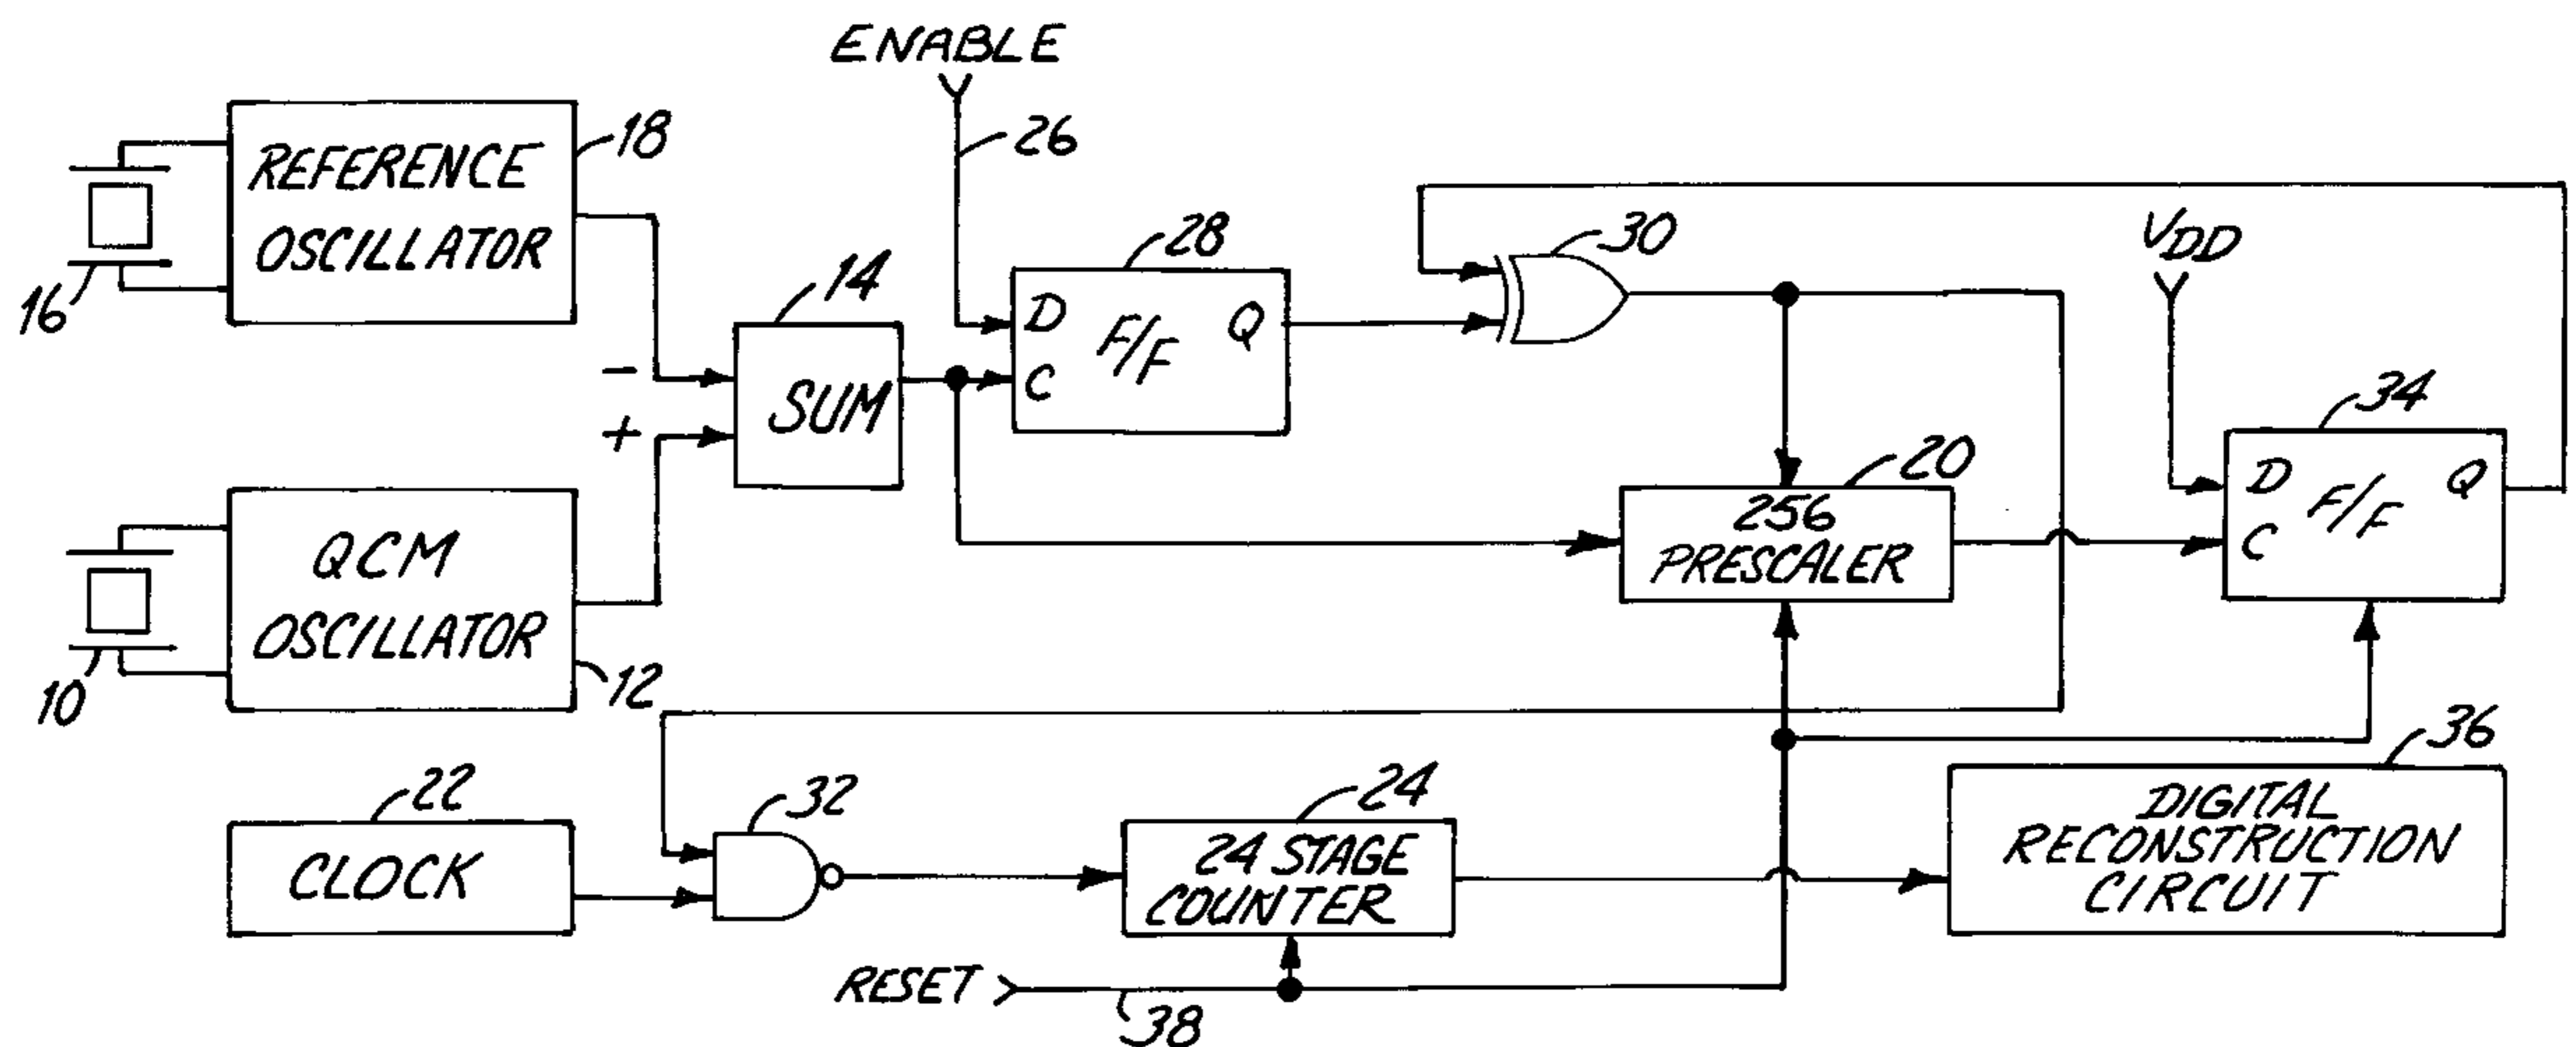 ENABLE
REFERENCE
OSCILLATOR
18
16
26
28
D
C
F/F
Q
30
VDD
14
-
+
SUM
34
D
C
F/F
Q
20
256
PRESCALER
QCM
OSCILLATOR
12
10
22
CLOCK
32
24
24 STAGE
COUNTER
36
DIGITAL
RECONSTRUCTION
CIRCUIT
RESET
38